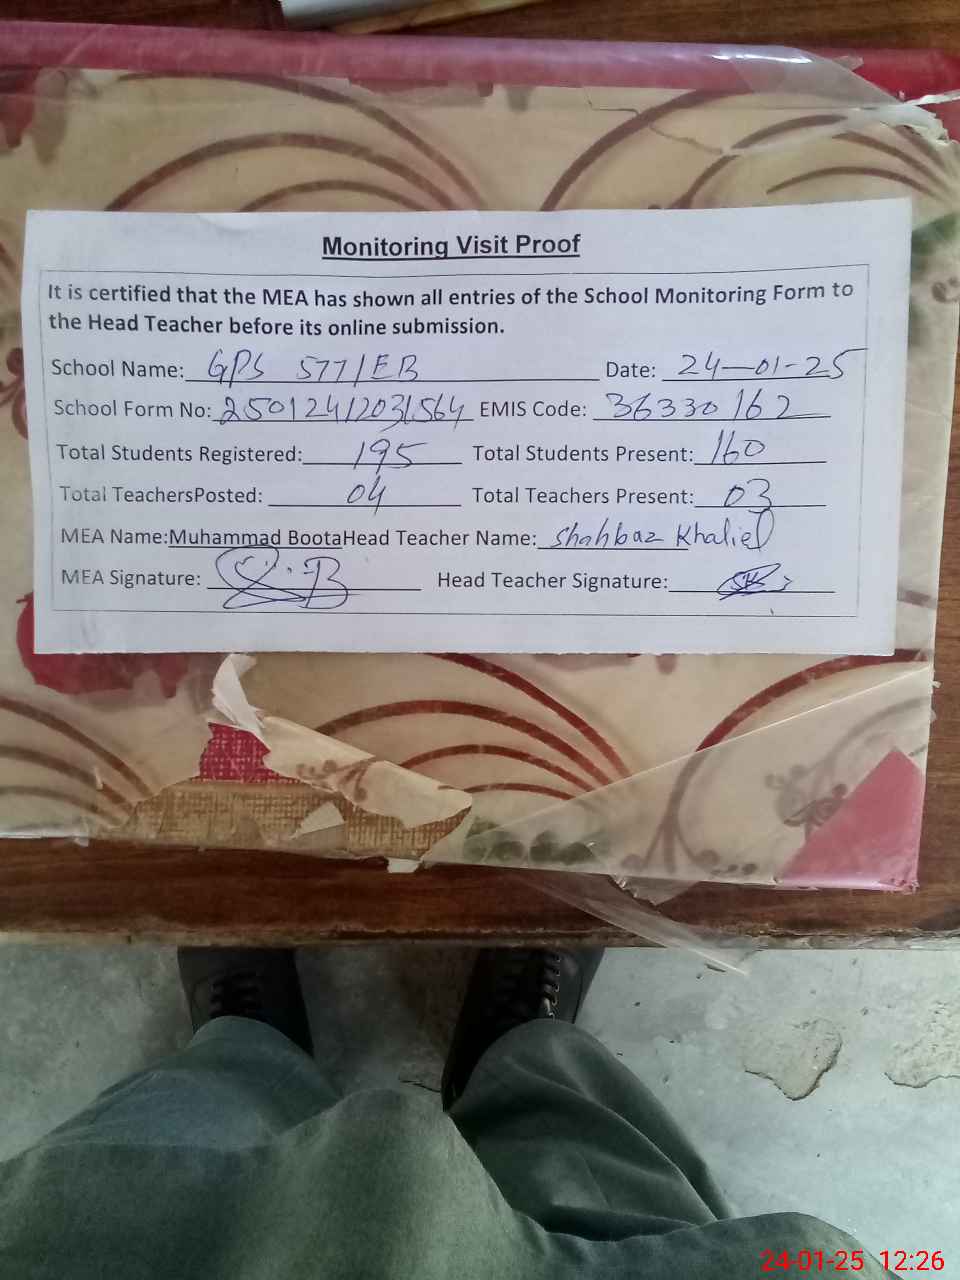 Monitoring Visit Proof
It is certified that the MEA has shown all entries of the School Monitoring Form to
the Head Teacher before its online submission.
School Name: GPS 577/EB Date: 24-01-25
School Form No: 25012412031564 EMIS Code: 36330162
Total Students Registered: 195 Total Students Present: 160
Total TeachersPosted: 04 Total Teachers Present: 03
MEA Name:Muhammad BootaHead Teacher Name: Shahbaz Khaliel
MEA Signature: Head Teacher Signature:
24-01-25 12:26